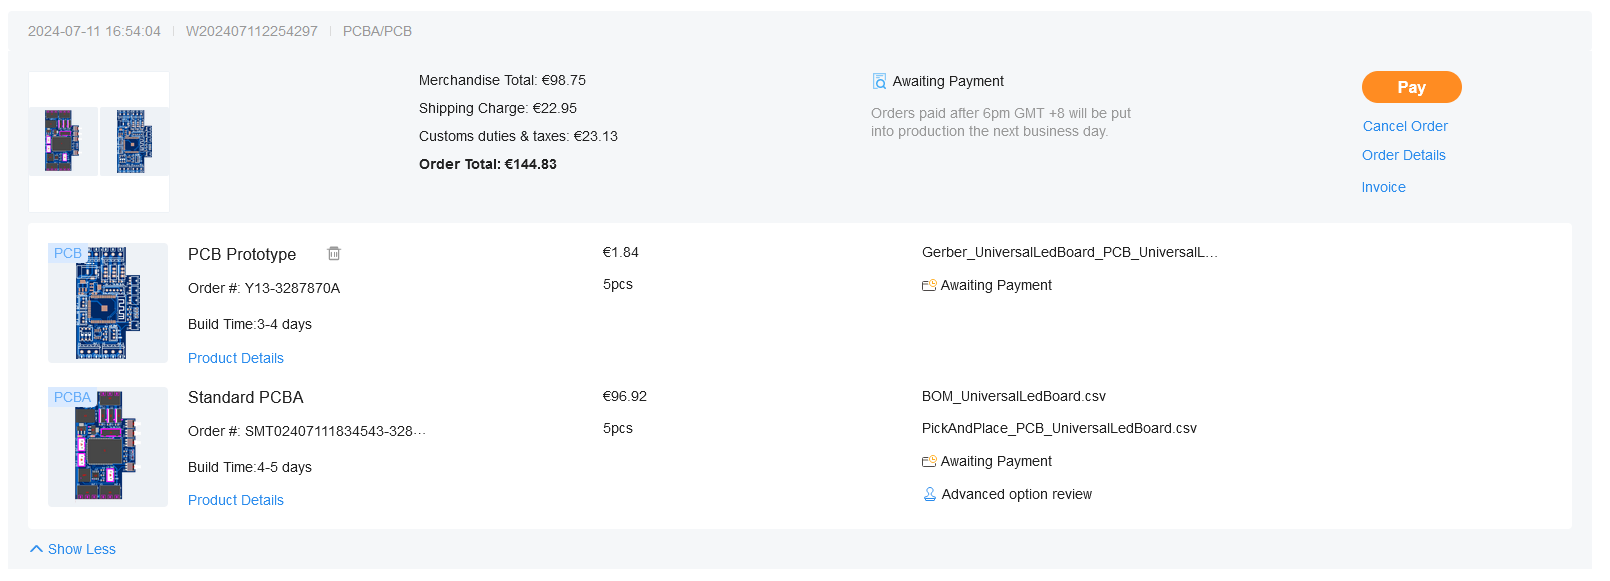 2024-07-11 16:54:04 | W202407112254297 | PCBA/PCB
Merchandise Total: €98.75
Shipping Charge: €22.95
Customs duties & taxes: €23.13
Order Total: €144.83
Awaiting Payment
Orders paid after 6pm GMT +8 will be put
into production the next business day.
Pay
Cancel Order
Order Details
Invoice
PCB
PCB Prototype
Order #: Y13-3287870A
Build Time:3-4 days
Product Details
€1.84
5pcs
Gerber_UniversalLedBoard_PCB_UniversalL...
Awaiting Payment
PCBA
Standard PCBA
Order #: SMT02407111834543-328...
Build Time:4-5 days
Product Details
€96.92
5pcs
BOM_UniversalLedBoard.csv
PickAndPlace_PCB_UniversalLedBoard.csv
Awaiting Payment
Advanced option review
Show Less